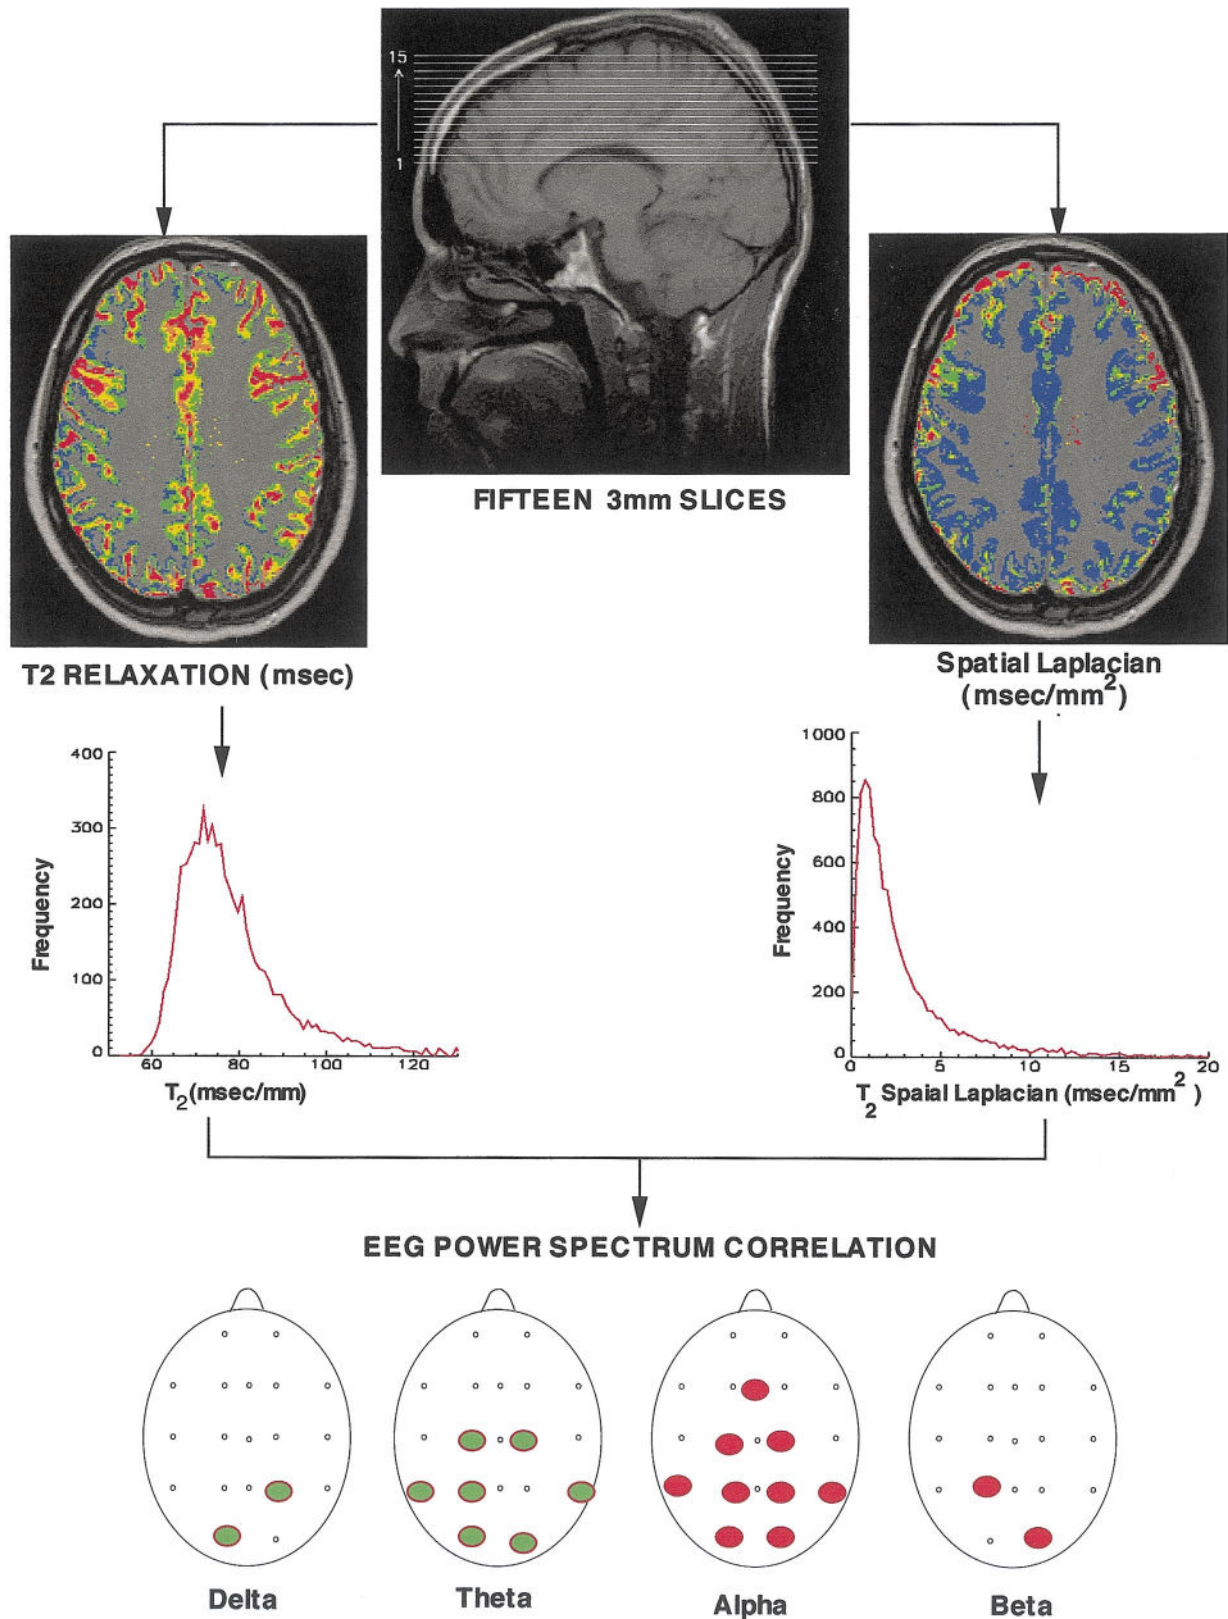 15
1
FIFTEEN 3mm SLICES
T2 RELAXATION (msec)
Spatial Laplacian
(msec/mm²)
400
300
200
100
0
Frequency
60
80
100
120
T₂(msec/mm)
1000
800
600
400
200
0
Frequency
0
5
10
15
20
T₂ Spaial Laplacian (msec/mm²)
EEG POWER SPECTRUM CORRELATION
Delta
Theta
Alpha
Beta